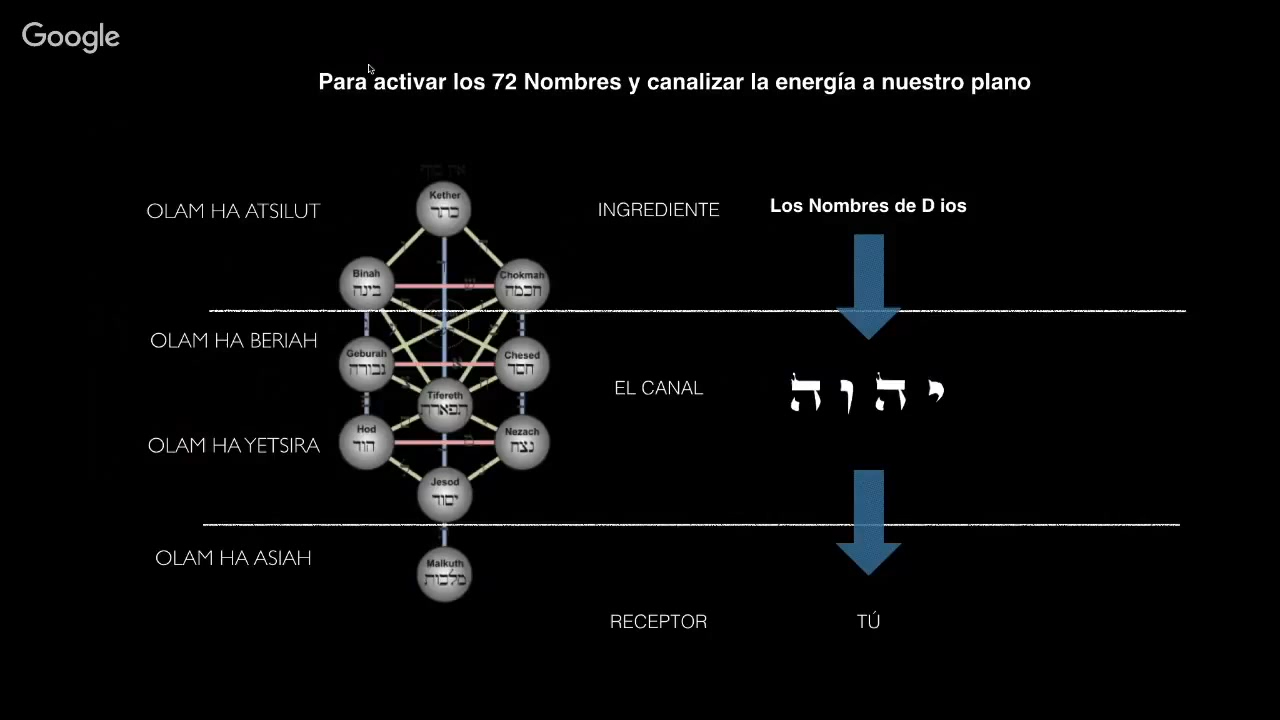 Google
Para activar los 72 Nombres y canalizar la energía a nuestro plano
Kether
כתר
OLAM HA ATSILUT
INGREDIENTE
Los Nombres de D ios
Binah
בינה
Chokmah
חכמה
OLAM HA BERIAH
Geburah
גבורה
Chesed
חסד
EL CANAL
יהוה
Tifereth
תפארת
OLAM HA YETSIRA
Hod
הוד
Nezach
נצח
Jesod
יסוד
OLAM HA ASIAH
Malkuth
מלכות
RECEPTOR
TÚ